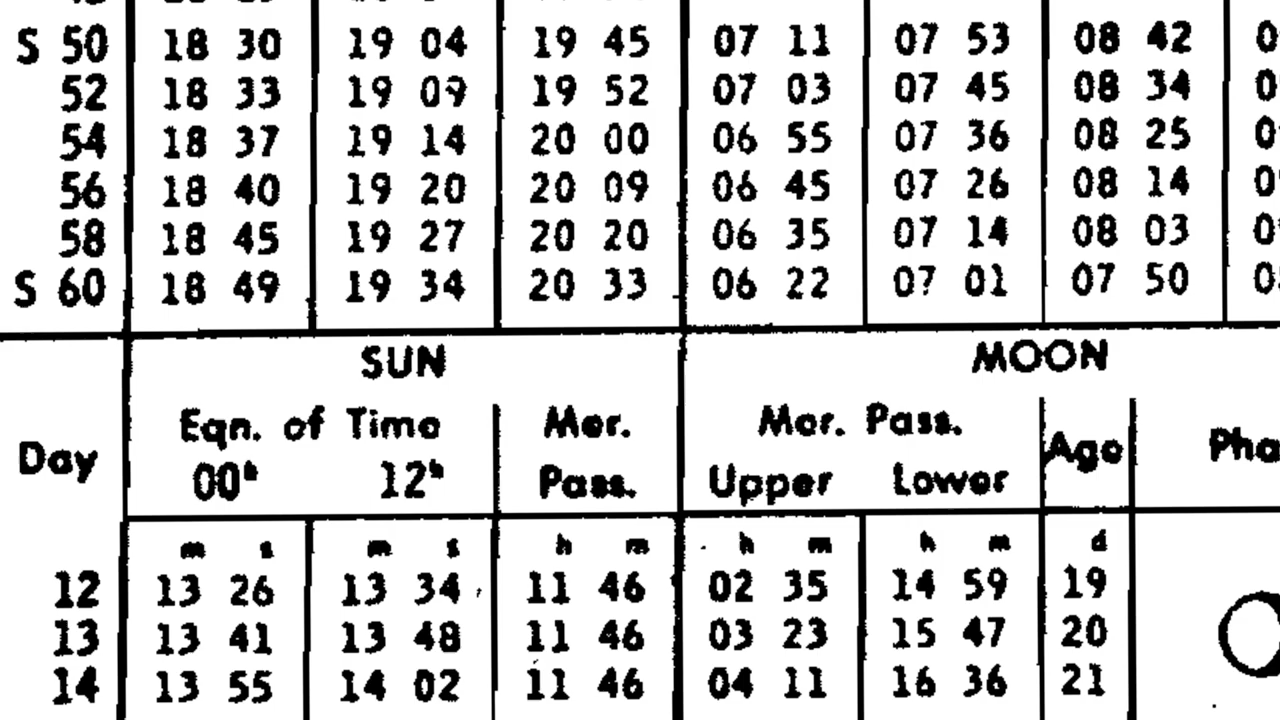 S 50 18 30 19 04 19 45 07 11 07 53 08 42
52 18 33 19 09 19 52 07 03 07 45 08 34
54 18 37 19 14 20 00 06 55 07 36 08 25
56 18 40 19 20 20 09 06 45 07 26 08 14
58 18 45 19 27 20 20 06 35 07 14 08 03
S 60 18 49 19 34 20 33 06 22 07 01 07 50
SUN MOON
Eqn. of Time Mer. Mer. Pass.
Day 00h 12h Pass. Upper Lower Age
m s m s h m h m h m d
12 13 26 13 34 11 46 02 35 14 59 19
13 13 41 13 48 11 46 03 23 15 47 20
14 13 55 14 02 11 46 04 11 16 36 21